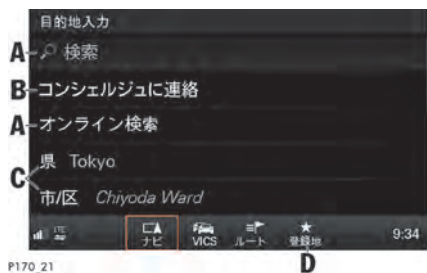 目的地入力
A 検索
B コンシェルジュに連絡
A オンライン検索
C
県 Tokyo
市/区 Chiyoda Ward
LTE
ナビ VICS ルート 登録地 9:34
P170_21 D